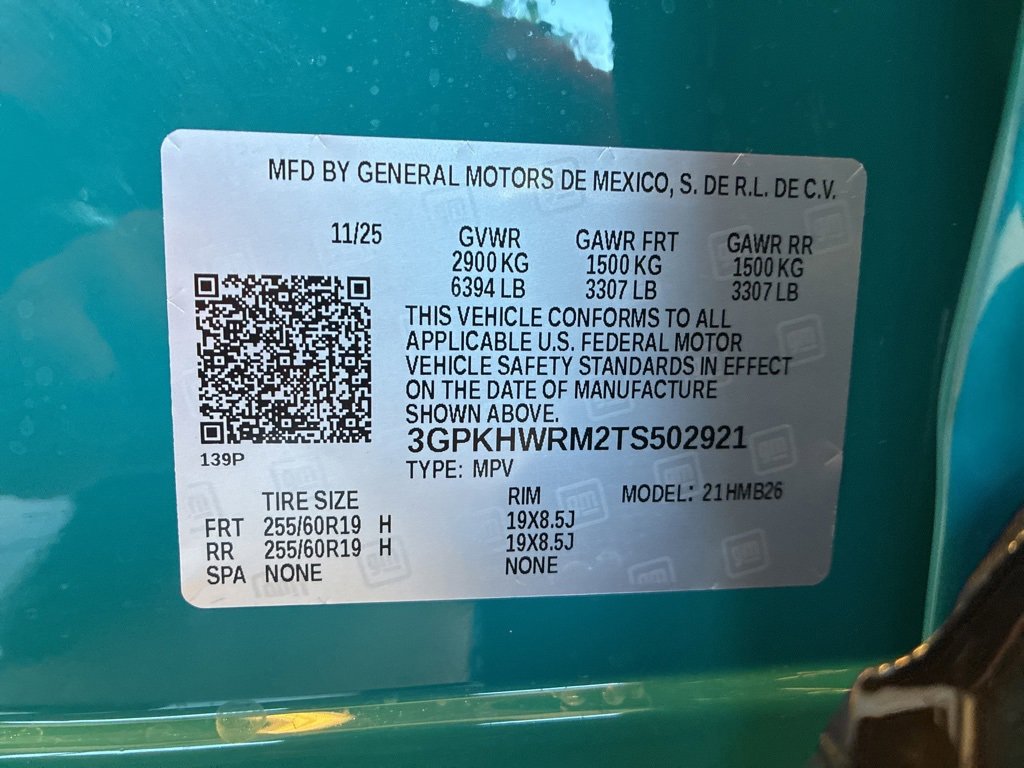 MFD BY GENERAL MOTORS DE MEXICO, S. DE R.L. DE C.V.
11/25 GVWR GAWR FRT GAWR RR
2900 KG 1500 KG 1500 KG
6394 LB 3307 LB 3307 LB
THIS VEHICLE CONFORMS TO ALL
APPLICABLE U.S. FEDERAL MOTOR
VEHICLE SAFETY STANDARDS IN EFFECT
ON THE DATE OF MANUFACTURE
SHOWN ABOVE.
3GPKHWRM2TS502921
139P
TYPE: MPV
TIRE SIZE RIM MODEL: 21HMB26
FRT 255/60R19 H 19X8.5J
RR 255/60R19 H 19X8.5J
SPA NONE NONE